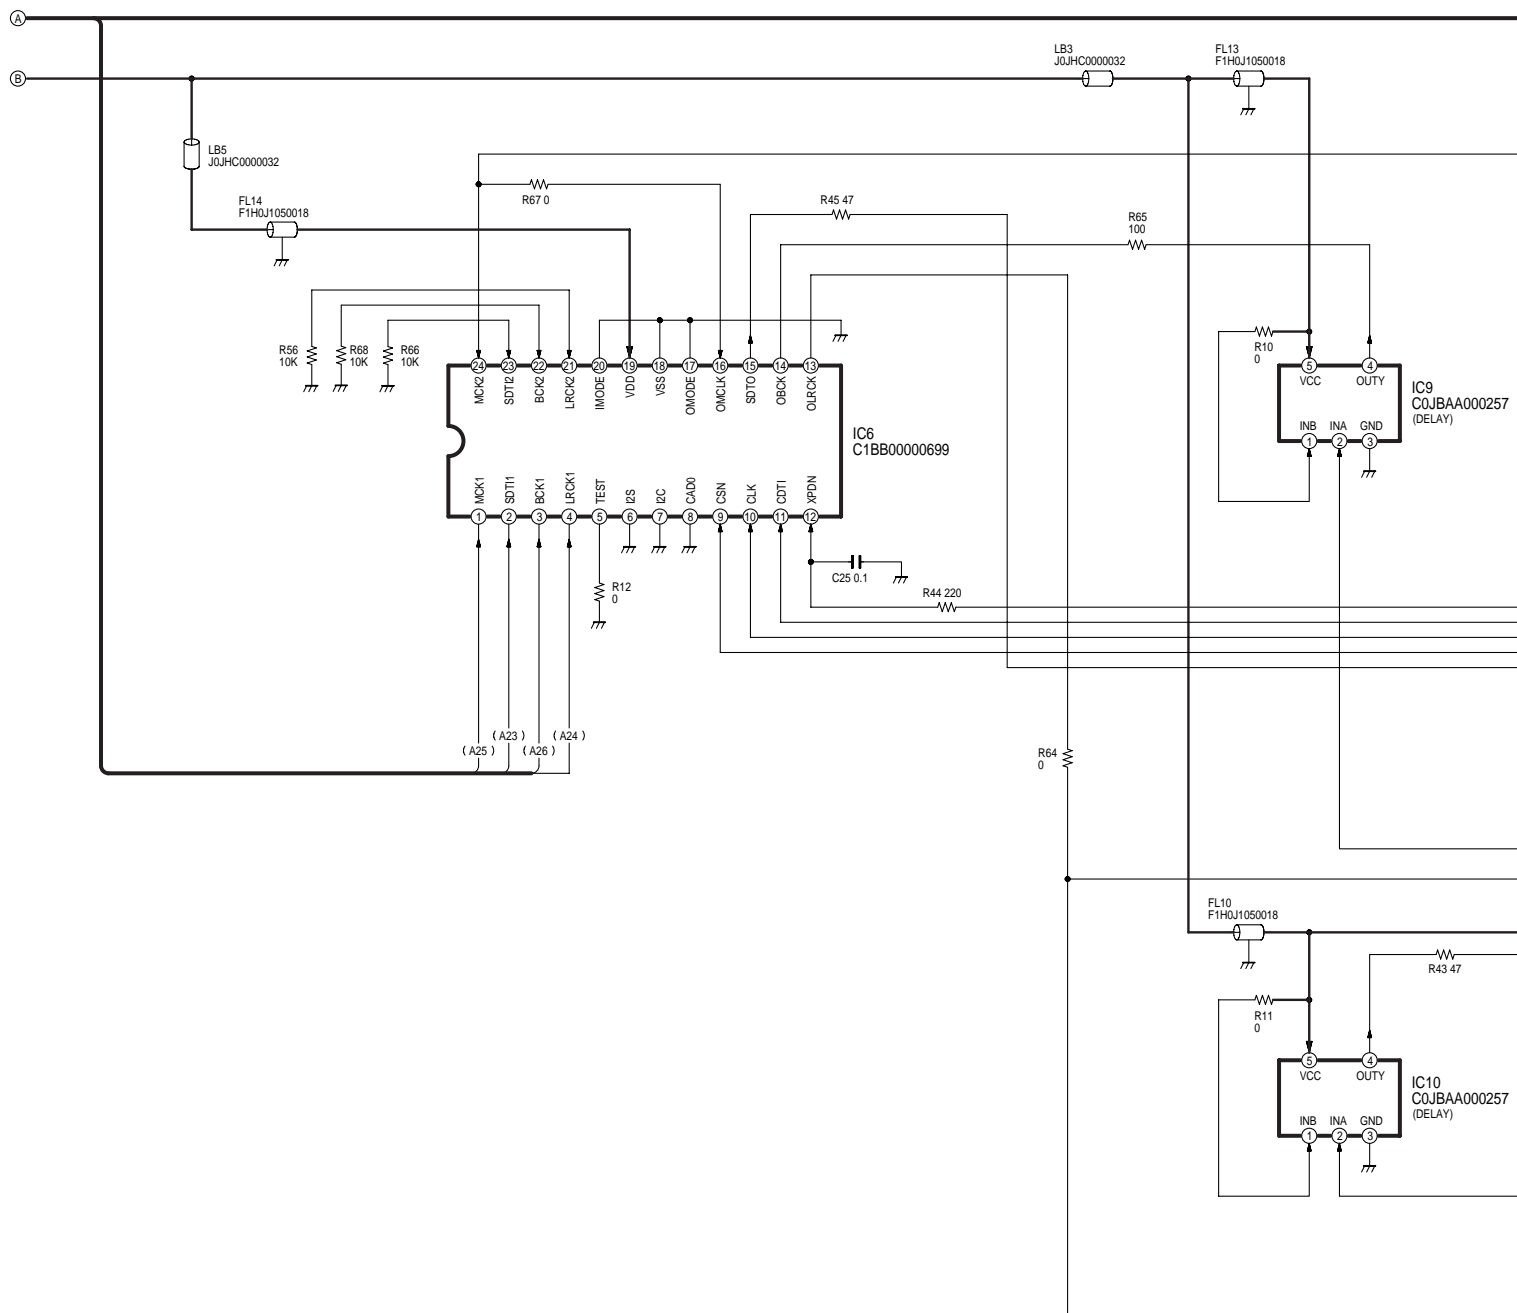 A
B
LB3
J0JHC0000032
FL13
F1H0J1050018
LB5
J0JHC0000032
FL14
F1H0J1050018
R67 0
R45 47
R65
100
R56
10K
R68
10K
R66
10K
R10
0
24 23 22 21 20 19 18 17 16 15 14 13
MCK2 SDTI2 BCK2 LRCK2 IMODE VDD VSS OMODE OMCLK SDTO OBCK OLRCK
5 4
VCC OUTY
IC9
C0JBAA000257
(DELAY)
INB INA GND
1 2 3
IC6
C1BB00000699
MCK1 SDTI1 BCK1 LRCK1 TEST I2S I2C CAD0 CSN CLK CDTI XPDN
1 2 3 4 5 6 7 8 9 10 11 12
C25 0.1
R12
0
R44 220
(A25) (A23) (A26) (A24)
R64
0
FL10
F1H0J1050018
R43 47
R11
0
5 4
VCC OUTY
IC10
C0JBAA000257
(DELAY)
INB INA GND
1 2 3